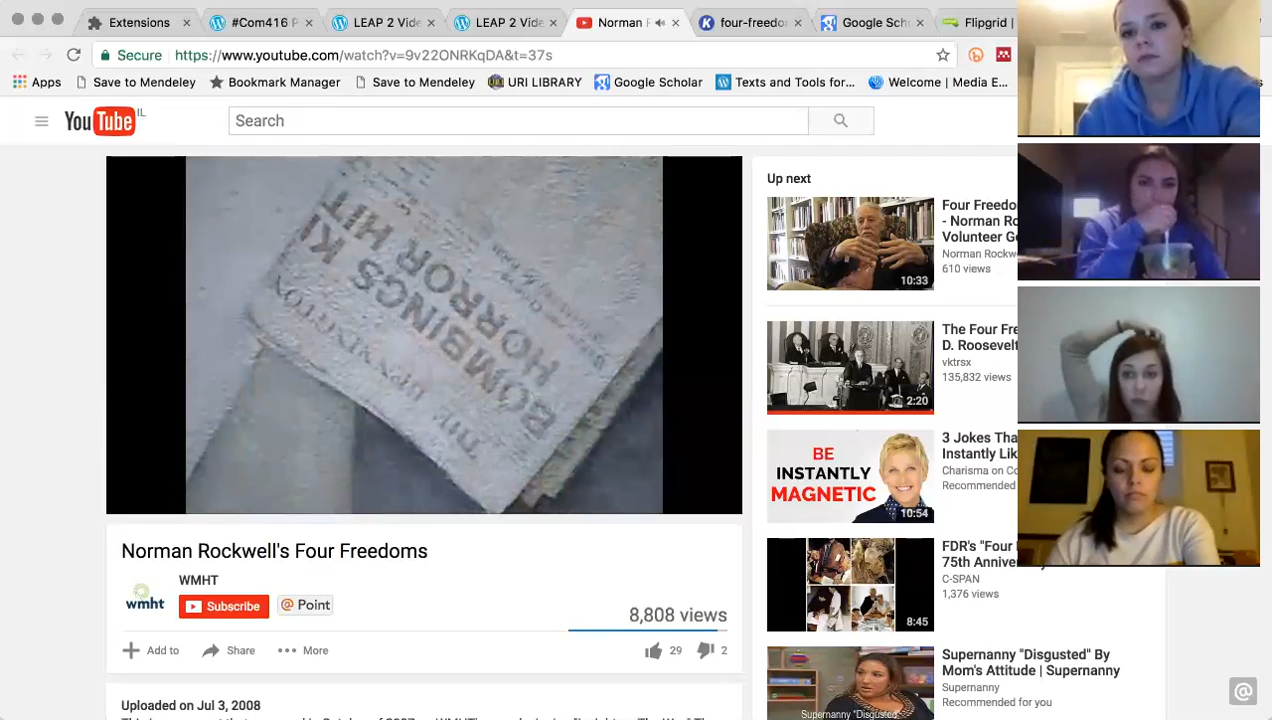 Extensions
#Com416 P
LEAP 2 Vide
LEAP 2 Vide
Norman F
four-freedo
Google Sch
Flipgrid |
Secure
https://www.youtube.com/watch?v=9v22ONRKqDA&t=37s
Apps
Save to Mendeley
Bookmark Manager
Save to Mendeley
URI LIBRARY
Google Scholar
Texts and Tools for...
Welcome | Media E...
YouTube IL
Search
BOMBINGS KI
HORROR HIT
Up next
Four Freedo
- Norman Ro
Volunteer Ge
Norman Rockw
610 views
10:33
The Four Fre
D. Roosevelt
vktrsx
135,832 views
2:20
BE
INSTANTLY
MAGNETIC
10:54
3 Jokes Tha
Instantly Lik
Charisma on Co
Recommended
FDR's "Four
75th Anniver
C-SPAN
1,376 views
8:45
Supernanny "Disgusted" By
Mom's Attitude | Supernanny
Supernanny
Recommended for you
Supernanny "Disgusted
Norman Rockwell's Four Freedoms
WMHT
wmht
Subscribe
@ Point
8,808 views
Add to
Share
More
29
2
Uploaded on Jul 3, 2008
@